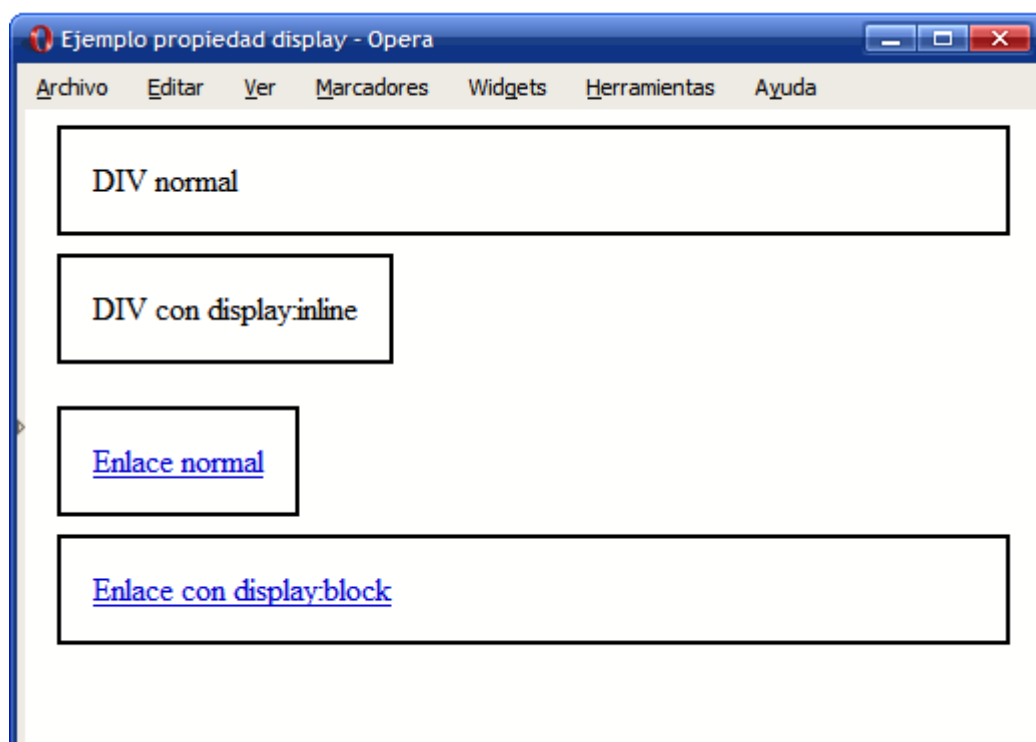 Ejemplo propiedad display - Opera
Archivo Editar Ver Marcadores Widgets Herramientas Ayuda
DIV normal
DIV con display:inline
Enlace normal
Enlace con display:block